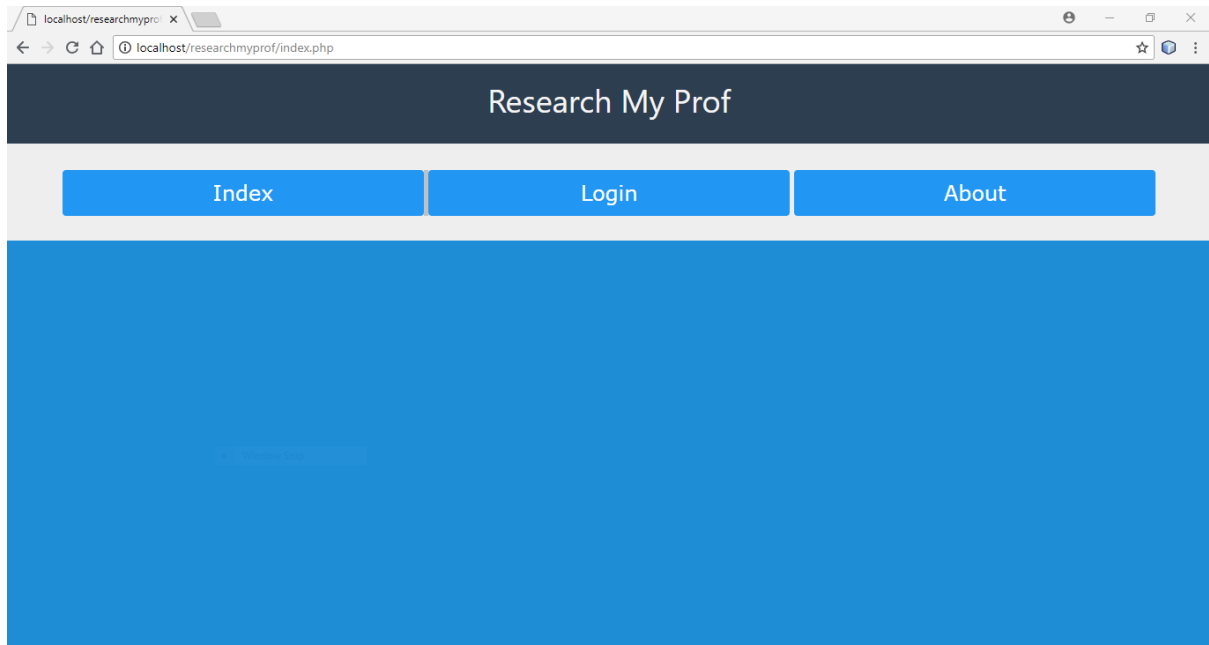 localhost/researchmyprof
localhost/researchmyprof/index.php
Research My Prof
Index
Login
About